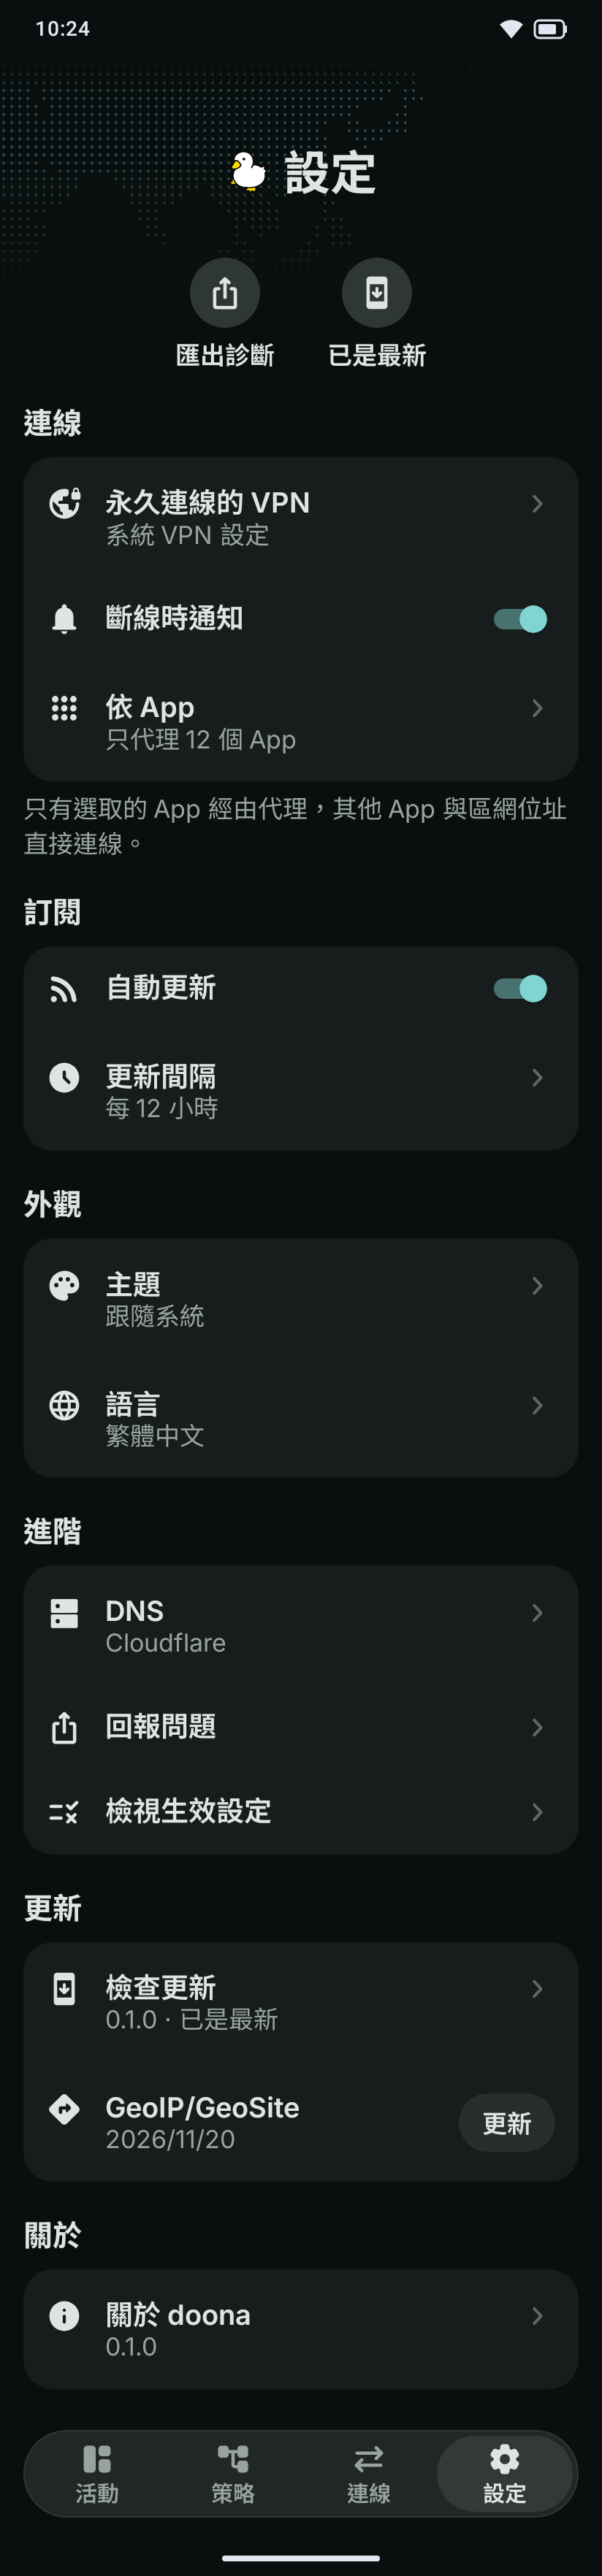 10:24
設定
匯出診斷
已是最新
連線
永久連線的 VPN
系統 VPN 設定
斷線時通知
依 App
只代理 12 個 App
只有選取的 App 經由代理，其他 App 與區網位址
直接連線。
訂閱
自動更新
更新間隔
每 12 小時
外觀
主題
跟隨系統
語言
繁體中文
進階
DNS
Cloudflare
回報問題
檢視生效設定
更新
檢查更新
0.1.0 · 已是最新
GeoIP/GeoSite
2026/11/20
更新
關於
關於 doona
0.1.0
活動
策略
連線
設定